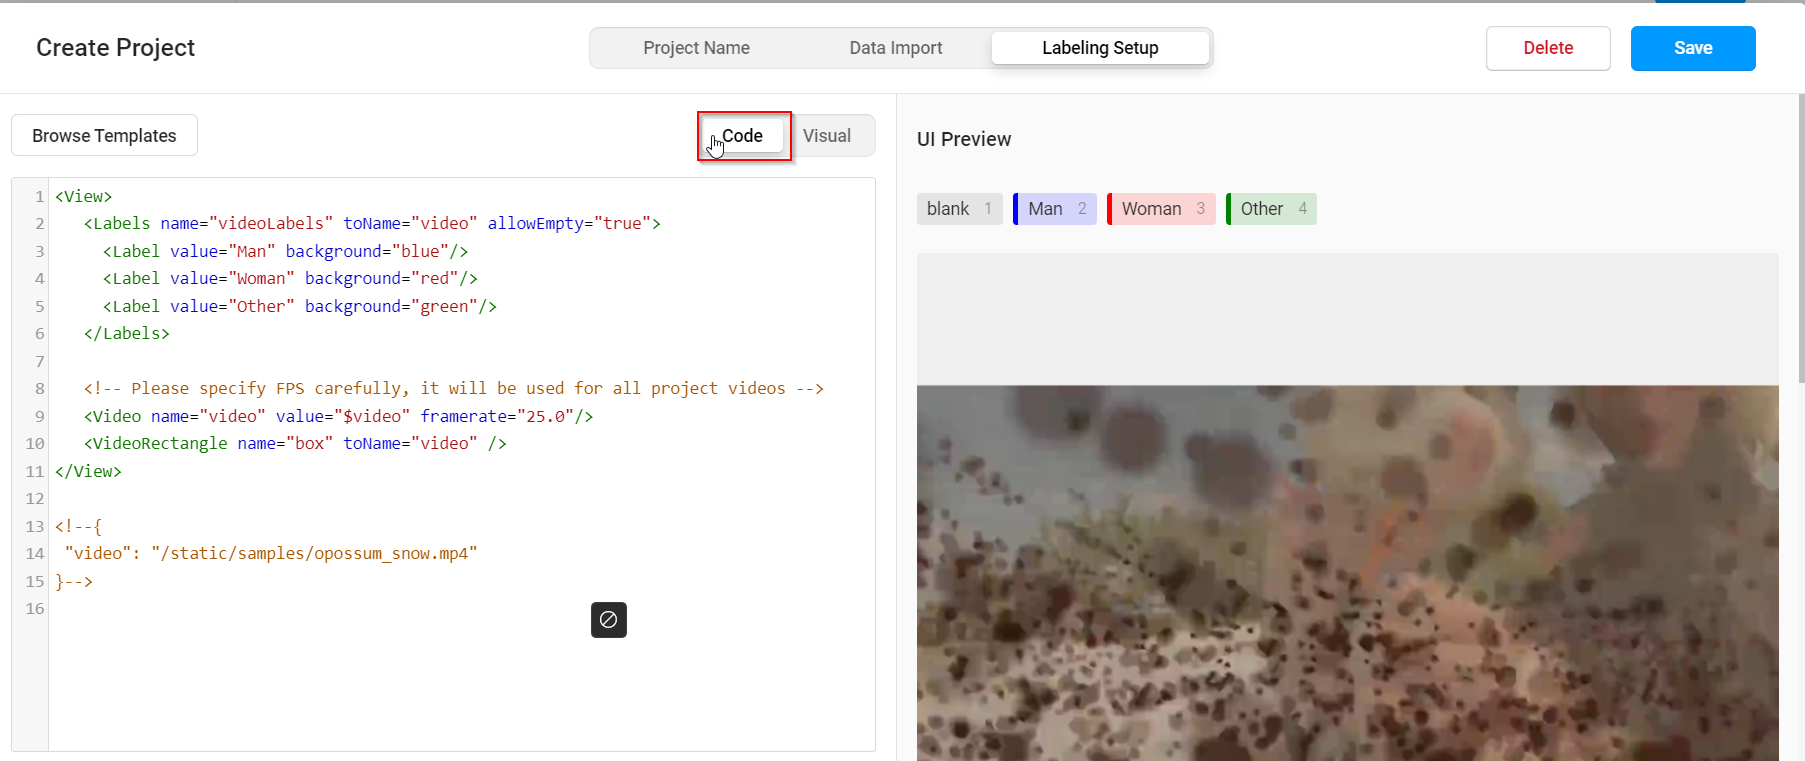 Create Project
Project Name
Data Import
Labeling Setup
Delete
Save
Browse Templates
Code
Visual
1 <View>
2 <Labels name="videoLabels" toName="video" allowEmpty="true">
3 <Label value="Man" background="blue"/>
4 <Label value="Woman" background="red"/>
5 <Label value="Other" background="green"/>
6 </Labels>
7
8 <!-- Please specify FPS carefully, it will be used for all project videos -->
9 <Video name="video" value="$video" framerate="25.0"/>
10 <VideoRectangle name="box" toName="video" />
11 </View>
12
13 <!--{
14 "video": "/static/samples/opossum_snow.mp4"
15 }-->
16
UI Preview
blank 1 Man 2 Woman 3 Other 4